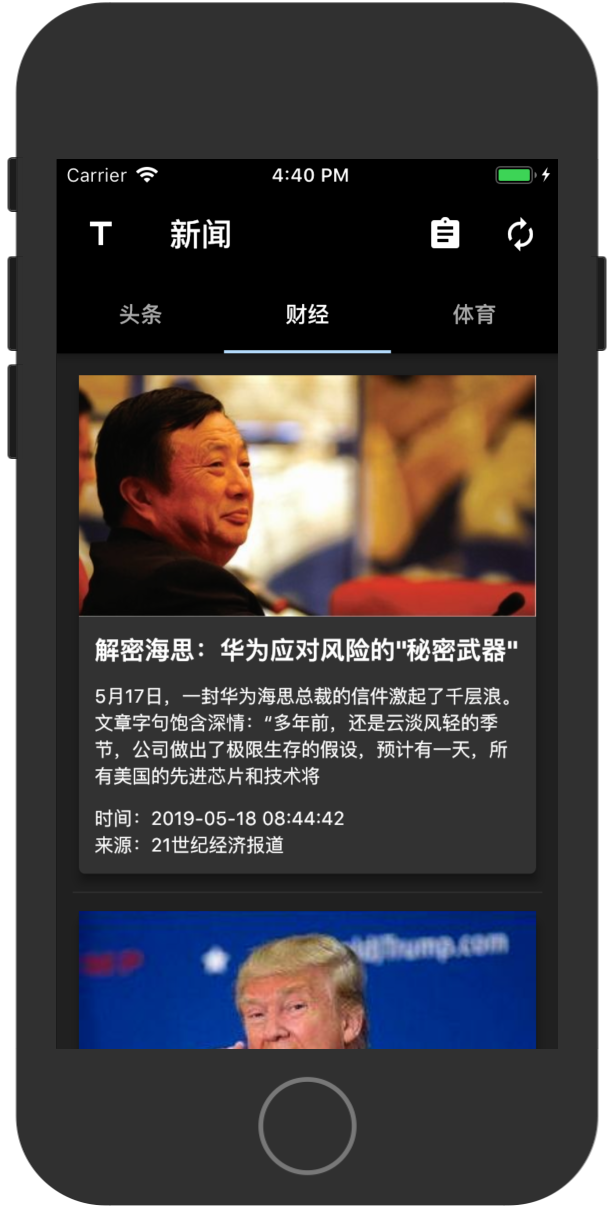 Carrier 4:40 PM
T 新闻
头条 财经 体育
解密海思：华为应对风险的"秘密武器"
5月17日，一封华为海思总裁的信件激起了千层浪。
文章字句饱含深情：“多年前，还是云淡风轻的季
节，公司做出了极限生存的假设，预计有一天，所
有美国的先进芯片和技术将
时间：2019-05-18 08:44:42
来源：21世纪经济报道
Trump.com